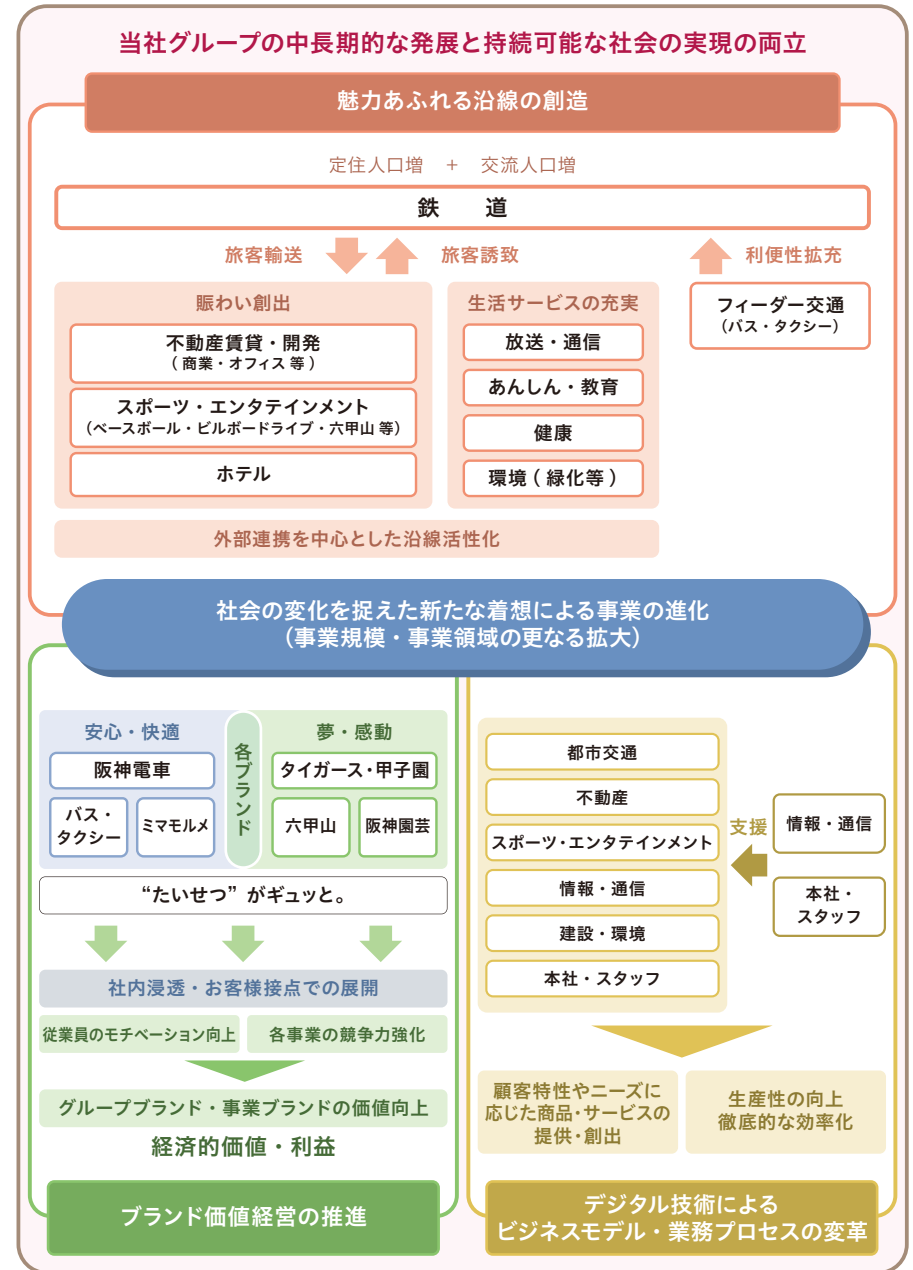 当社グループの中長期的な発展と持続可能な社会の実現の両立
魅力あふれる沿線の創造
定住人口増 + 交流人口増
鉄 道
旅客輸送
旅客誘致
利便性拡充
賑わい創出
不動産賃貸・開発
（ 商業・オフィス 等 ）
スポーツ・エンタテインメント
（ベースボール・ビルボードライブ・六甲山 等）
ホテル
生活サービスの充実
放送・通信
あんしん・教育
健康
環境 ( 緑化等 )
フィーダー交通
（バス・タクシー）
外部連携を中心とした沿線活性化
社会の変化を捉えた新たな着想による事業の進化
（事業規模・事業領域の更なる拡大）
安心・快適
阪神電車
バス・
タクシー
ミマモルメ
各ブランド
夢・感動
タイガース・甲子園
六甲山
阪神園芸
“たいせつ” がギュッと。
社内浸透・お客様接点での展開
従業員のモチベーション向上
各事業の競争力強化
グループブランド・事業ブランドの価値向上
経済的価値・利益
ブランド価値経営の推進
都市交通
不動産
スポーツ・エンタテインメント
情報・通信
建設・環境
本社・スタッフ
支援
情報・通信
本社・
スタッフ
顧客特性やニーズに
応じた商品・サービスの
提供・創出
生産性の向上
徹底的な効率化
デジタル技術による
ビジネスモデル・業務プロセスの変革